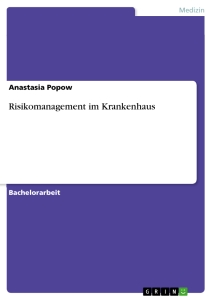 Medizin
Anastasia Popow
Risikomanagement im Krankenhaus
Bachelorarbeit
GRIN